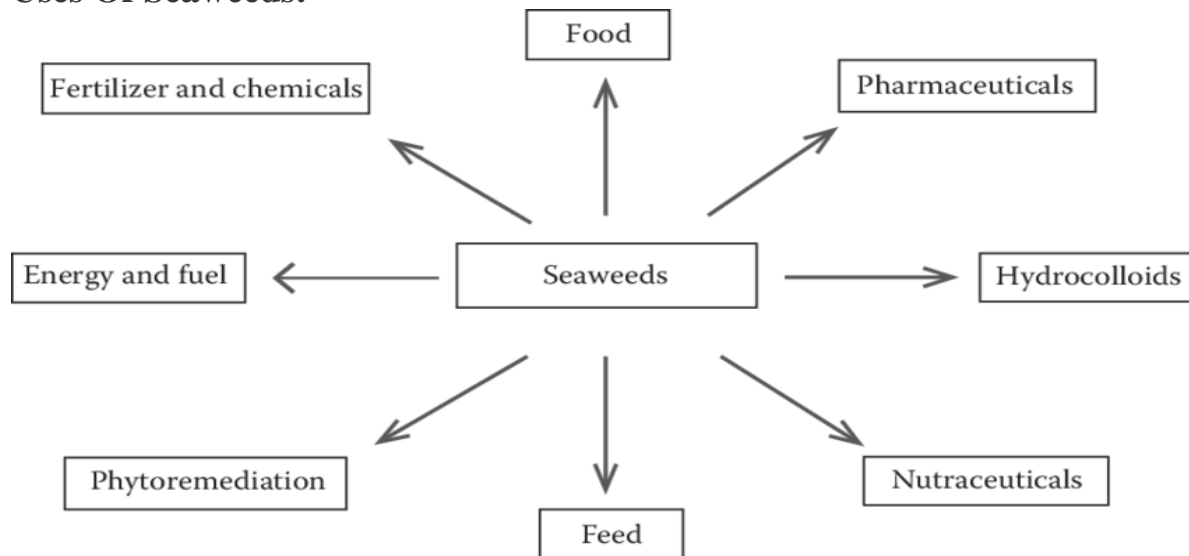 Uses Of Seaweeds:
Food
Fertilizer and chemicals
Pharmaceuticals
Energy and fuel
Seaweeds
Hydrocolloids
Phytoremediation
Nutraceuticals
Feed